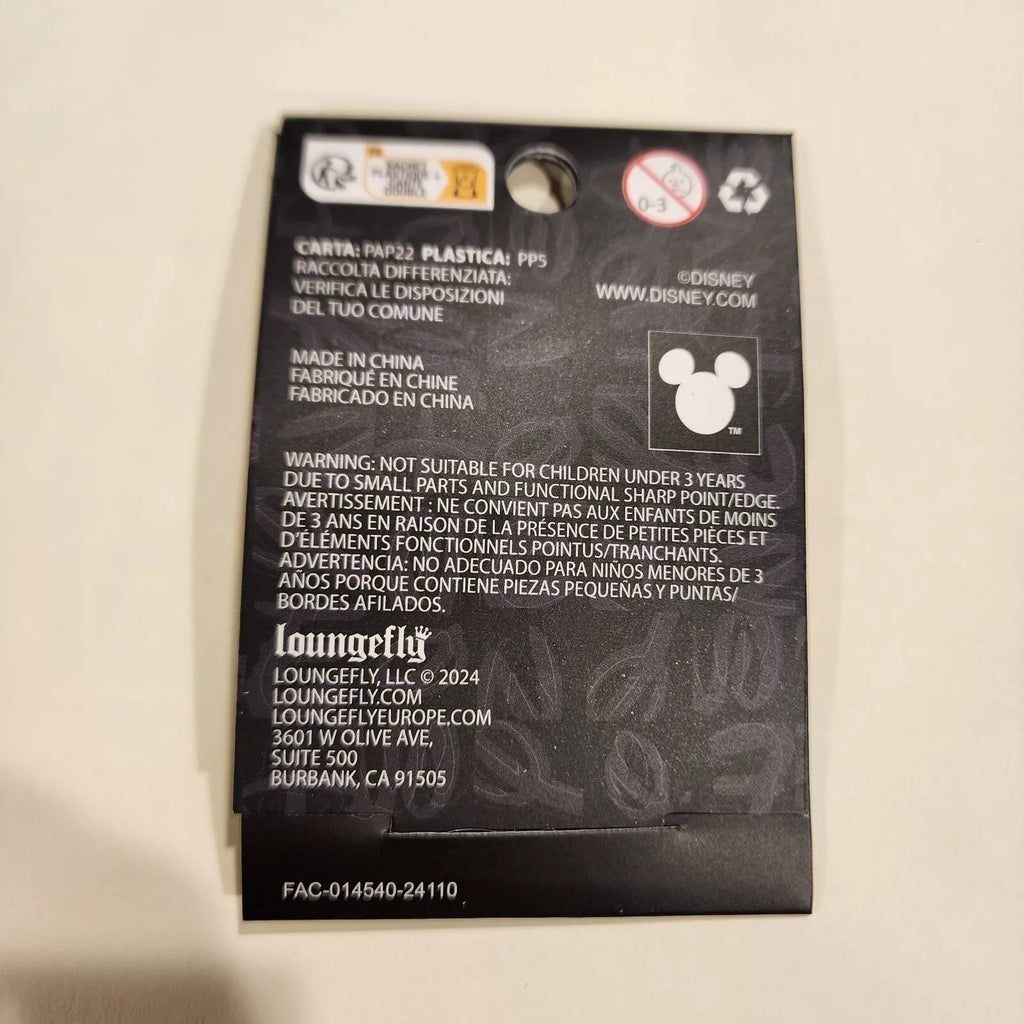 FR
SACHET
PLASTIQUE +
CARTE
DOUBLE
0-3
CARTA: PAP22 PLASTICA: PP5
RACCOLTA DIFFERENZIATA:
VERIFICA LE DISPOSIZIONI
DEL TUO COMUNE
©DISNEY
WWW.DISNEY.COM
MADE IN CHINA
FABRIQUÉ EN CHINE
FABRICADO EN CHINA
TM
WARNING: NOT SUITABLE FOR CHILDREN UNDER 3 YEARS
DUE TO SMALL PARTS AND FUNCTIONAL SHARP POINT/EDGE.
AVERTISSEMENT : NE CONVIENT PAS AUX ENFANTS DE MOINS
DE 3 ANS EN RAISON DE LA PRÉSENCE DE PETITES PIÈCES ET
D'ÉLÉMENTS FONCTIONNELS POINTUS/TRANCHANTS.
ADVERTENCIA: NO ADECUADO PARA NIÑOS MENORES DE 3
AÑOS PORQUE CONTIENE PIEZAS PEQUEÑAS Y PUNTAS/
BORDES AFILADOS.
loungefly
LOUNGEFLY, LLC © 2024
LOUNGEFLY.COM
LOUNGEFLYEUROPE.COM
3601 W OLIVE AVE,
SUITE 500
BURBANK, CA 91505
FAC-014540-24110